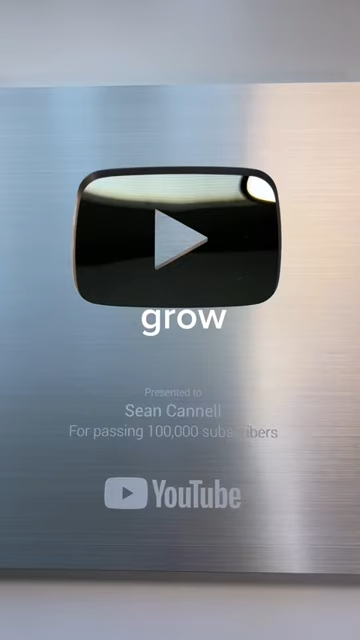 grow
Presented to
Sean Cannell
For passing 100,000 subscribers
YouTube